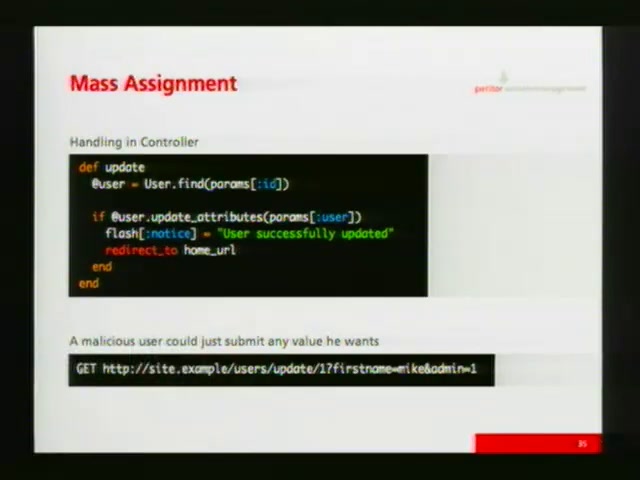 Mass Assignment
Handling in Controller
def update
@user = User.find(params[:id])
if @user.update_attributes(params[:user])
flash[:notice] = "User successfully updated"
redirect_to home_url
end
end
A malicious user could just submit any value he wants
GET http://site.example/users/update/1?firstname=mike&admin=1
35